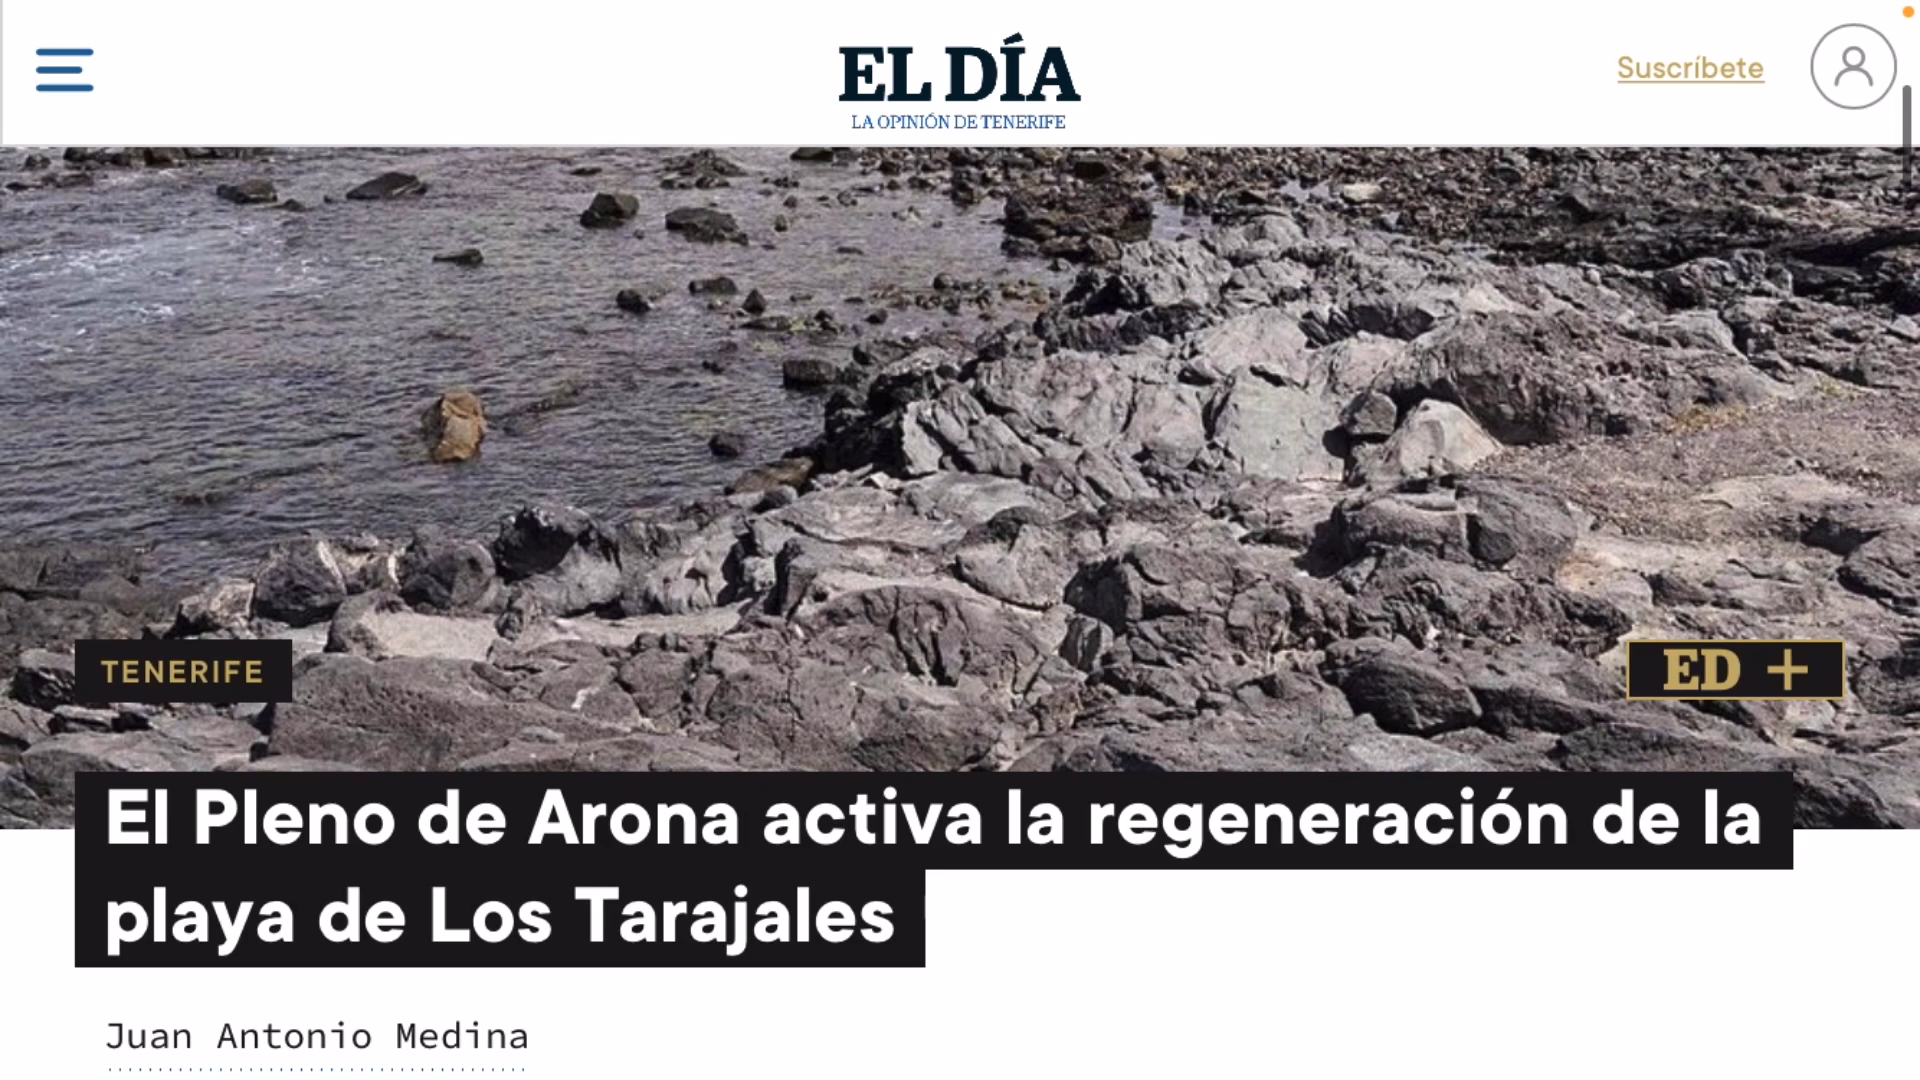 EL DÍA
LA OPINIÓN DE TENERIFE
Suscríbete
TENERIFE
ED +
El Pleno de Arona activa la regeneración de la
playa de Los Tarajales
Juan Antonio Medina